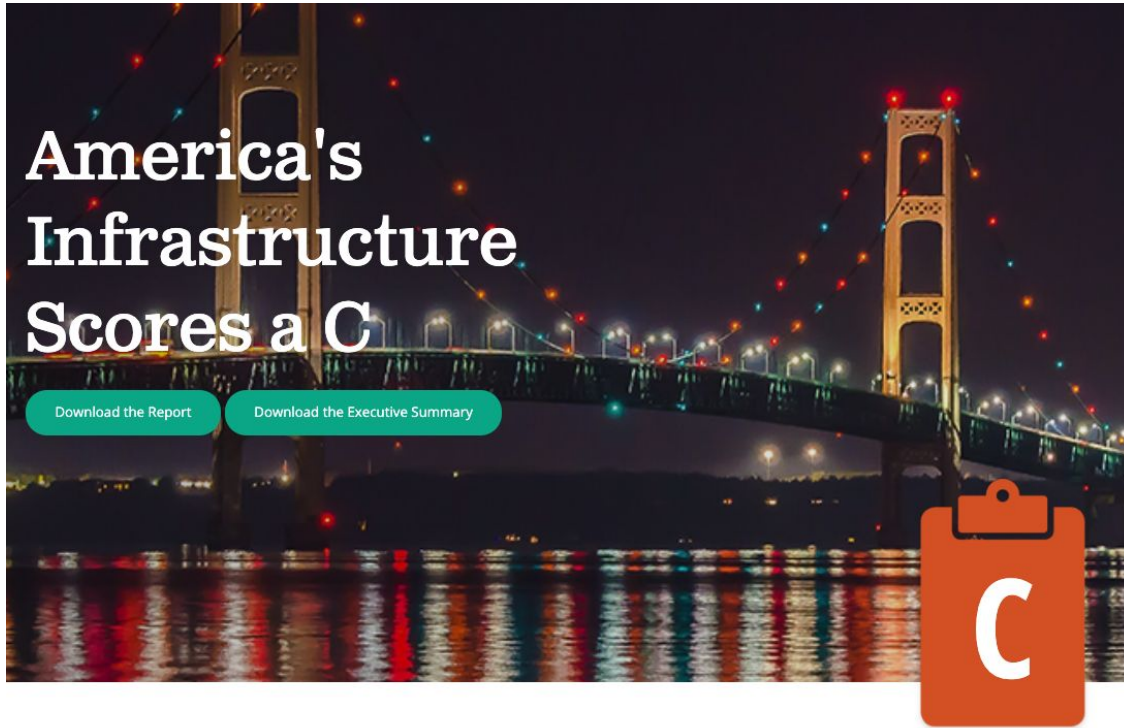 America's
Infrastructure
Scores a C
Download the Report
Download the Executive Summary
C